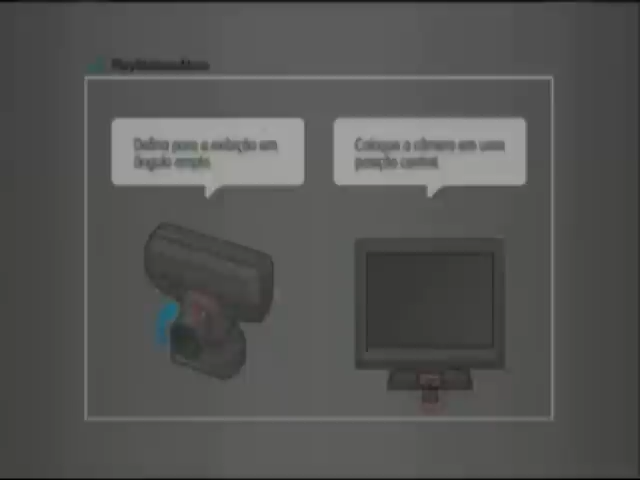 Defina para a exibição em
ângulo amplo.
Coloque a câmera em uma
posição central.